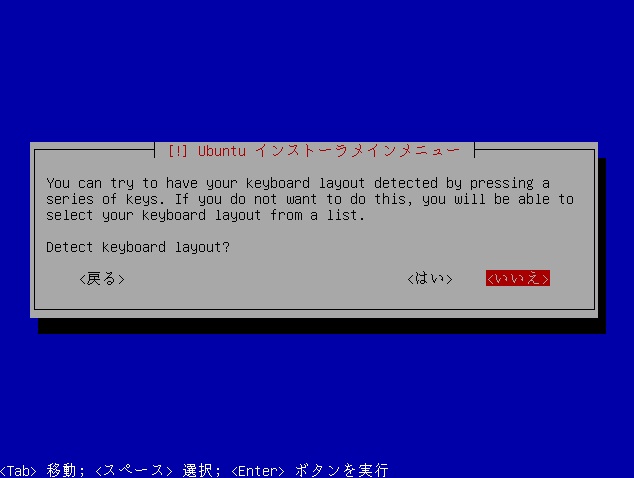 [!] Ubuntu インストーラメインメニュー
You can try to have your keyboard layout detected by pressing a
series of keys. If you do not want to do this, you will be able to
select your keyboard layout from a list.
Detect keyboard layout?
<戻る> <はい> <いいえ>
<Tab> 移動; <スペース> 選択; <Enter> ボタンを実行